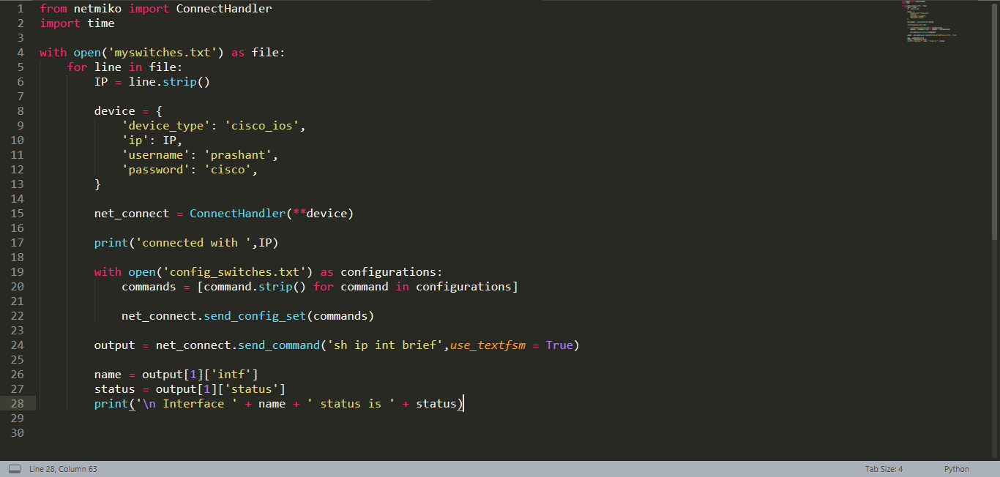 1 from netmiko import ConnectHandler
2 import time
3
4 with open('myswitches.txt') as file:
5     for line in file:
6         IP = line.strip()
7
8         device = {
9             'device_type': 'cisco_ios',
10             'ip': IP,
11             'username': 'prashant',
12             'password': 'cisco',
13         }
14
15         net_connect = ConnectHandler(**device)
16
17         print('connected with ',IP)
18
19         with open('config_switches.txt') as configurations:
20             commands = [command.strip() for command in configurations]
21
22             net_connect.send_config_set(commands)
23
24         output = net_connect.send_command('sh ip int brief',use_textfsm = True)
25
26         name = output[1]['intf']
27         status = output[1]['status']
28         print('\n Interface ' + name + ' status is ' + status)
29
30
Line 28, Column 63 Tab Size: 4 Python